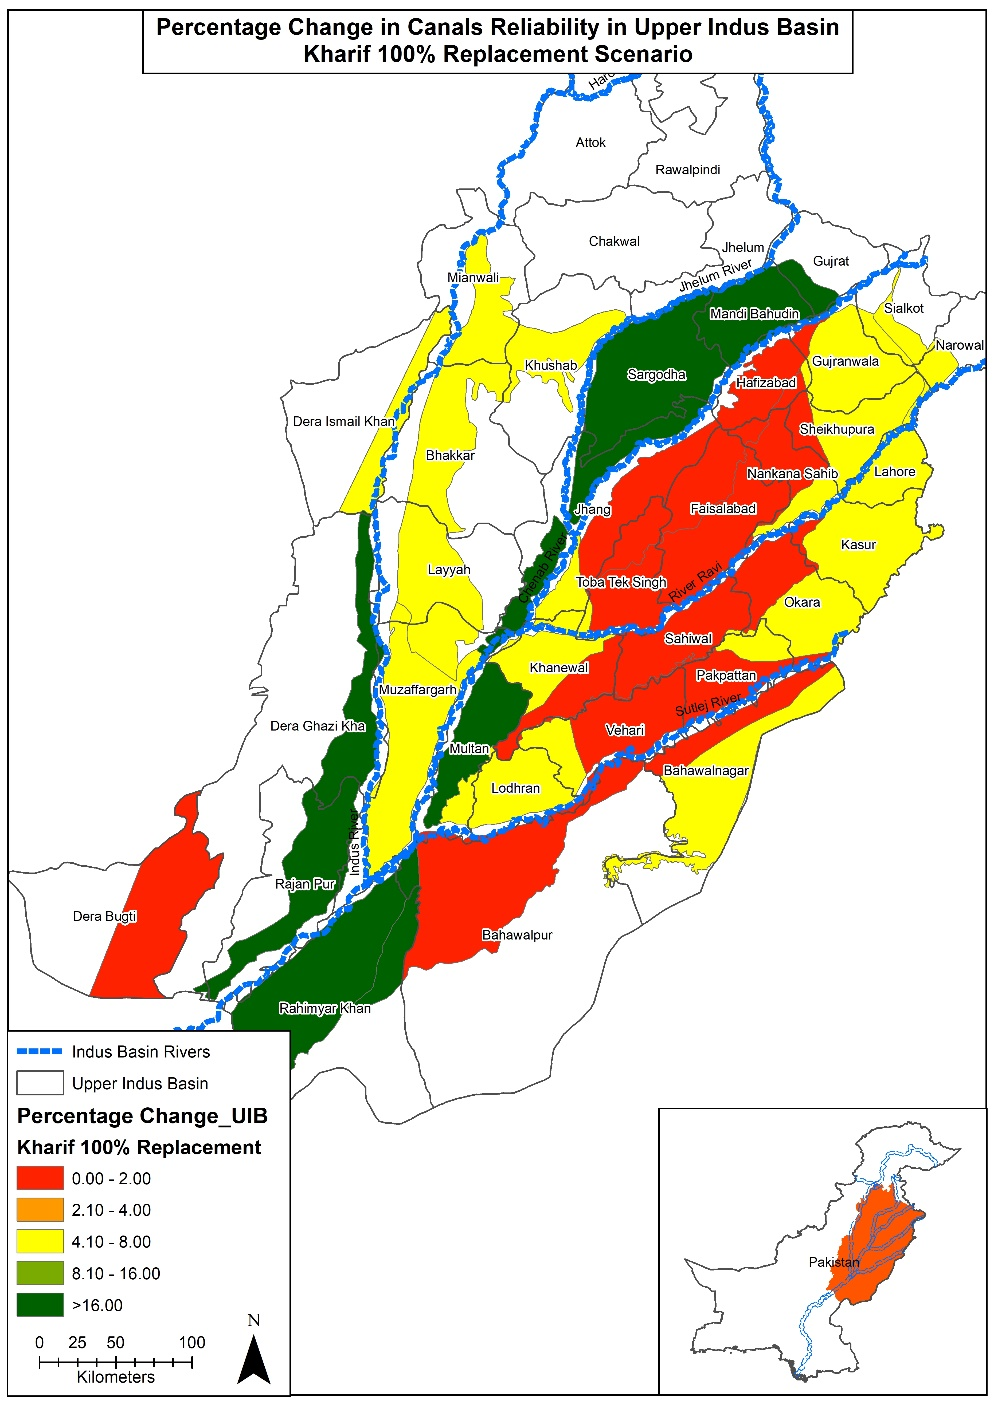 Percentage Change in Canals Reliability in Upper Indus Basin
Kharif 100% Replacement Scenario
Haro
Attok
Rawalpindi
Chakwal
Jhelum
Gujrat
Jhelum River
Mianwali
Mandi Bahudin
Sialkot
Narowal
Khushab
Sargodha
Gujranwala
Hafizabad
Dera Ismail Khan
Sheikhupura
Bhakkar
Nankana Sahib
Lahore
Jhang
Faisalabad
Kasur
Chenab River
Layyah
Toba Tek Singh
River Ravi
Okara
Sahiwal
Khanewal
Pakpattan
Muzaffargarh
Sutlej River
Dera Ghazi Kha
Vehari
Multan
Bahawalnagar
Lodhran
Indus River
Rajan Pur
Dera Bugti
Bahawalpur
Rahimyar Khan
Indus Basin Rivers
Upper Indus Basin
Percentage Change_UIB
Kharif 100% Replacement
0.00 - 2.00
2.10 - 4.00
4.10 - 8.00
8.10 - 16.00
>16.00
N
0 25 50 100
Kilometers
Pakistan